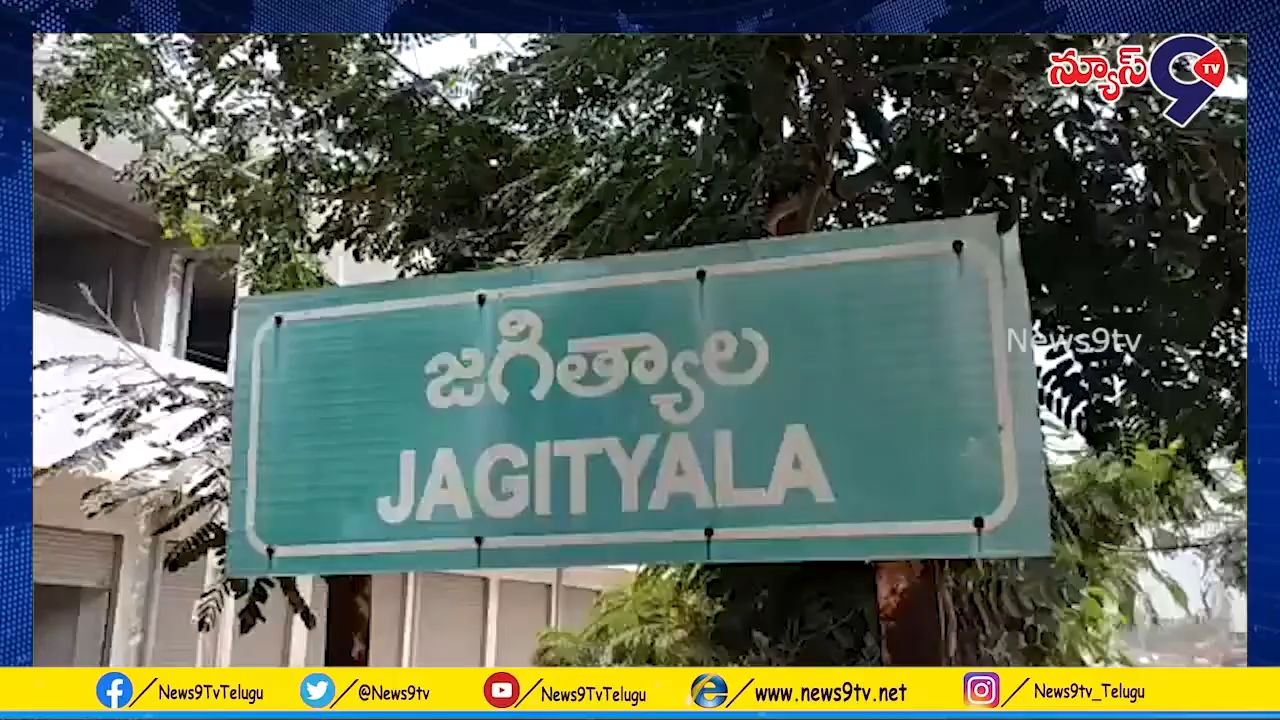 న్యూస్ 9 TV
జగిత్యాల
JAGITYALA
News9tv
/News9TvTelugu /@News9tv /News9TvTelugu /www.news9tv.net /News9tv_Telugu